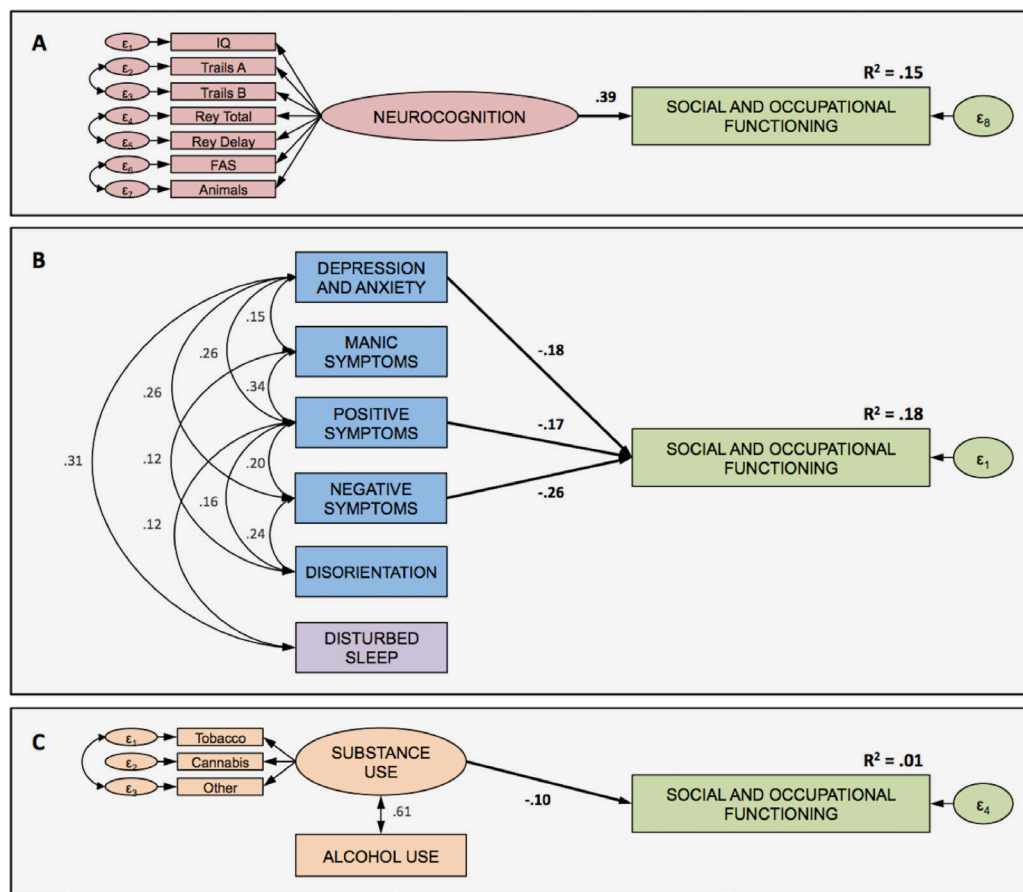 A
ε1
IQ
ε2
Trails A
ε3
Trails B
ε4
Rey Total
ε5
Rey Delay
ε6
FAS
ε7
Animals
NEUROCOGNITION
.39
R² = .15
SOCIAL AND OCCUPATIONAL
FUNCTIONING
ε8
B
DEPRESSION
AND ANXIETY
MANIC
SYMPTOMS
POSITIVE
SYMPTOMS
NEGATIVE
SYMPTOMS
DISORIENTATION
DISTURBED
SLEEP
.15
.26
.34
.26
.20
.12
.16
.31
.12
.24
-.18
-.17
-.26
R² = .18
SOCIAL AND OCCUPATIONAL
FUNCTIONING
ε1
C
ε1
Tobacco
ε2
Cannabis
ε3
Other
SUBSTANCE
USE
.61
ALCOHOL USE
-.10
R² = .01
SOCIAL AND OCCUPATIONAL
FUNCTIONING
ε4